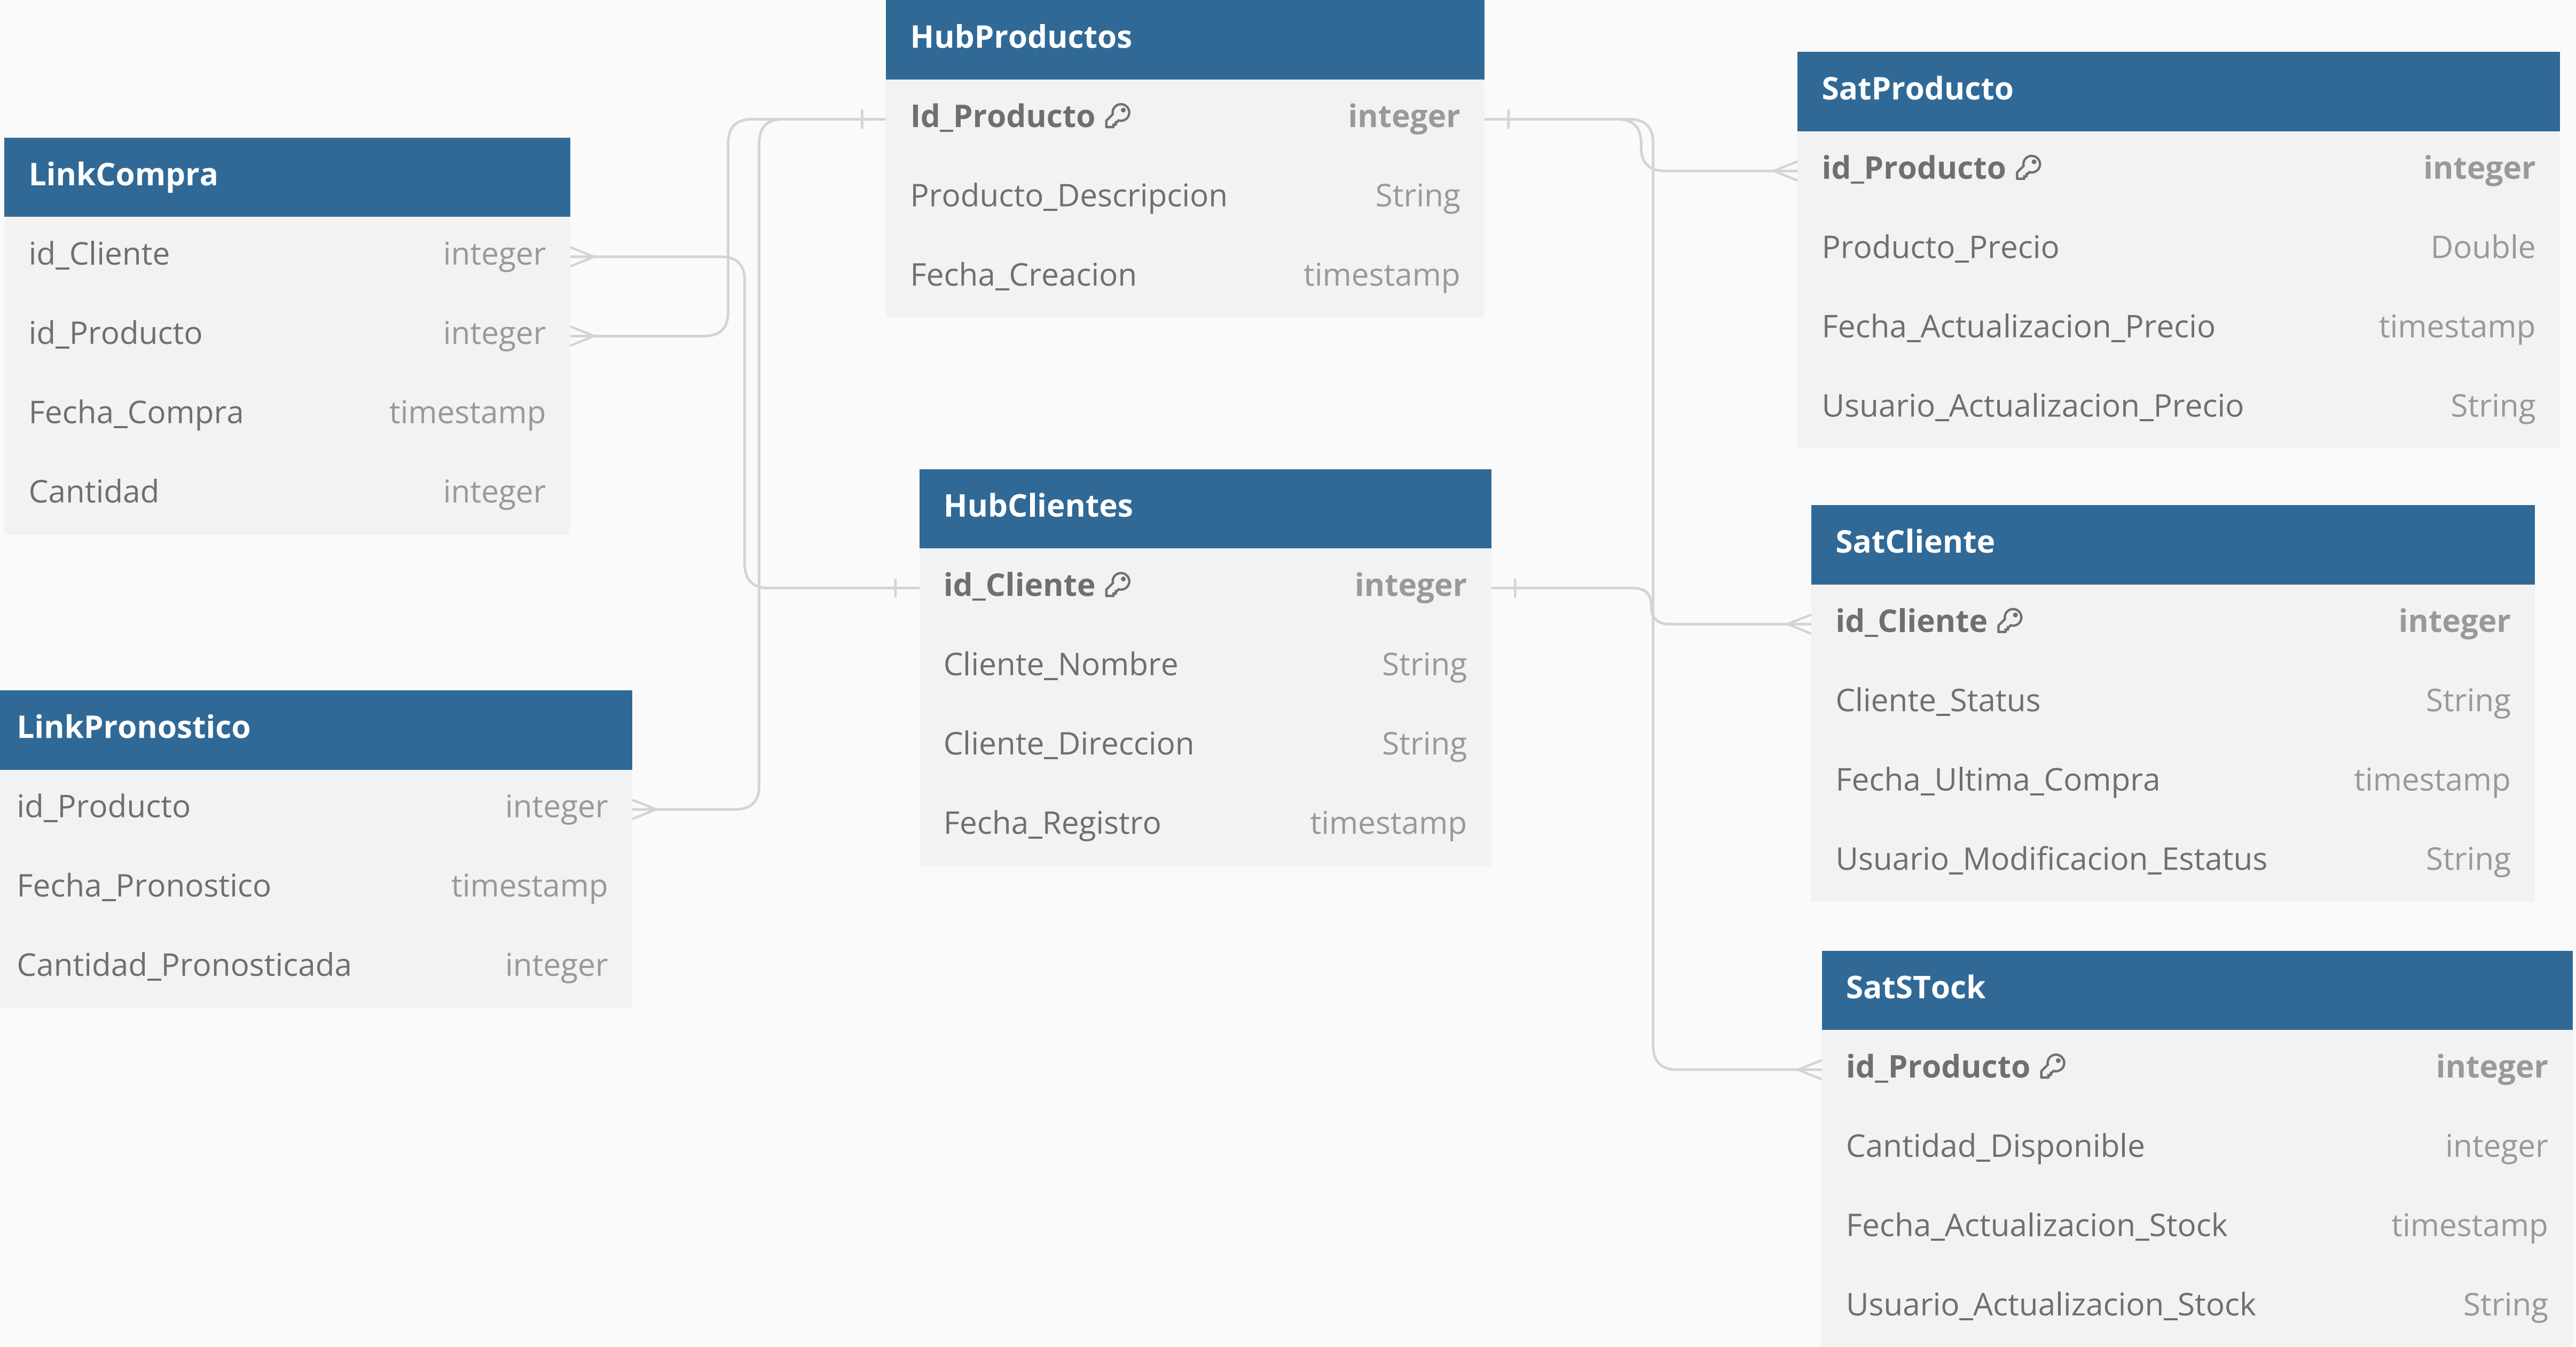 HubProductos
Id_Producto integer
Producto_Descripcion String
Fecha_Creacion timestamp
SatProducto
id_Producto integer
Producto_Precio Double
Fecha_Actualizacion_Precio timestamp
Usuario_Actualizacion_Precio String
LinkCompra
id_Cliente integer
id_Producto integer
Fecha_Compra timestamp
Cantidad integer
HubClientes
id_Cliente integer
Cliente_Nombre String
Cliente_Direccion String
Fecha_Registro timestamp
SatCliente
id_Cliente integer
Cliente_Status String
Fecha_Ultima_Compra timestamp
Usuario_Modificacion_Estatus String
LinkPronostico
id_Producto integer
Fecha_Pronostico timestamp
Cantidad_Pronosticada integer
SatSTock
id_Producto integer
Cantidad_Disponible integer
Fecha_Actualizacion_Stock timestamp
Usuario_Actualizacion_Stock String